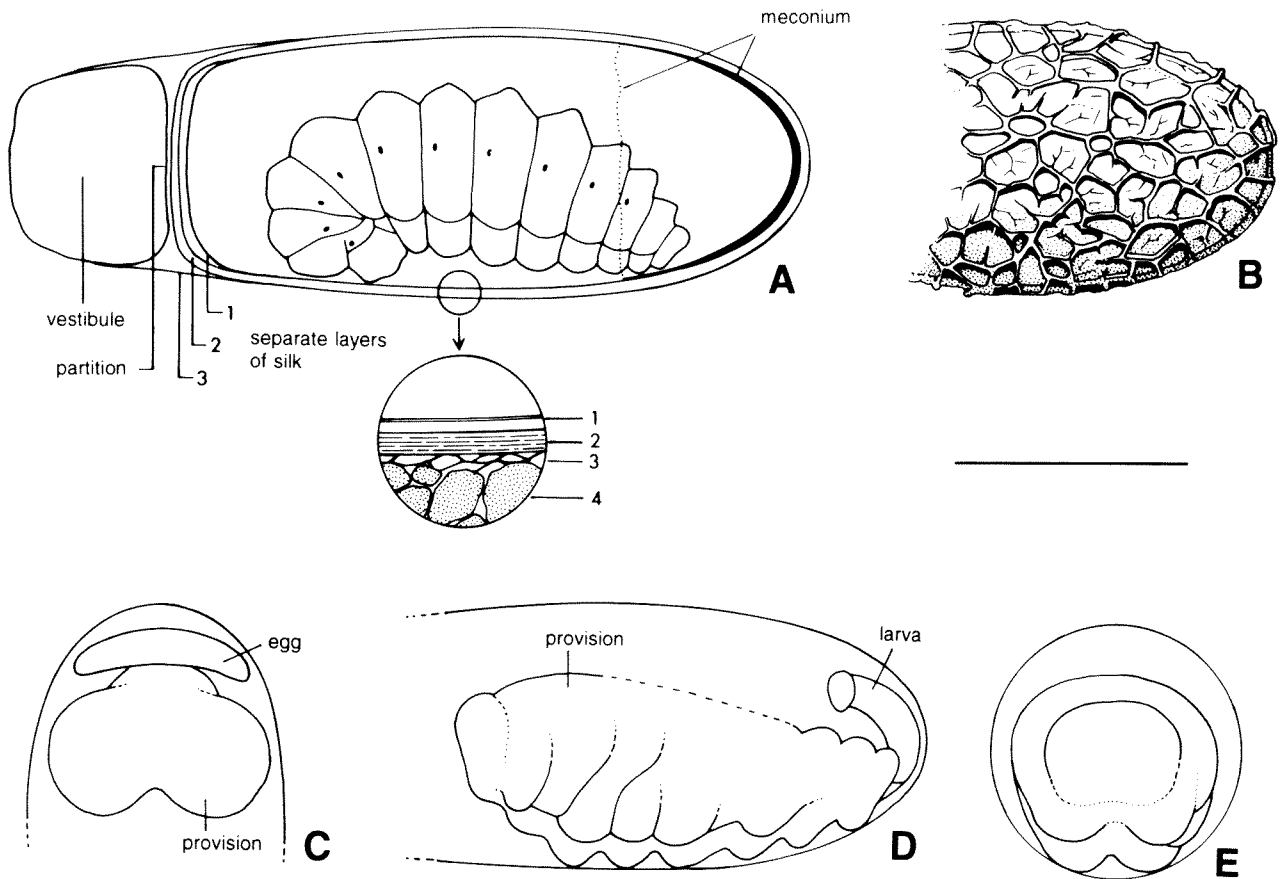 meconium
A
B
vestibule
partition
1
2
3
separate layers
of silk
1
2
3
4
egg
provision
C
provision
larva
D
E